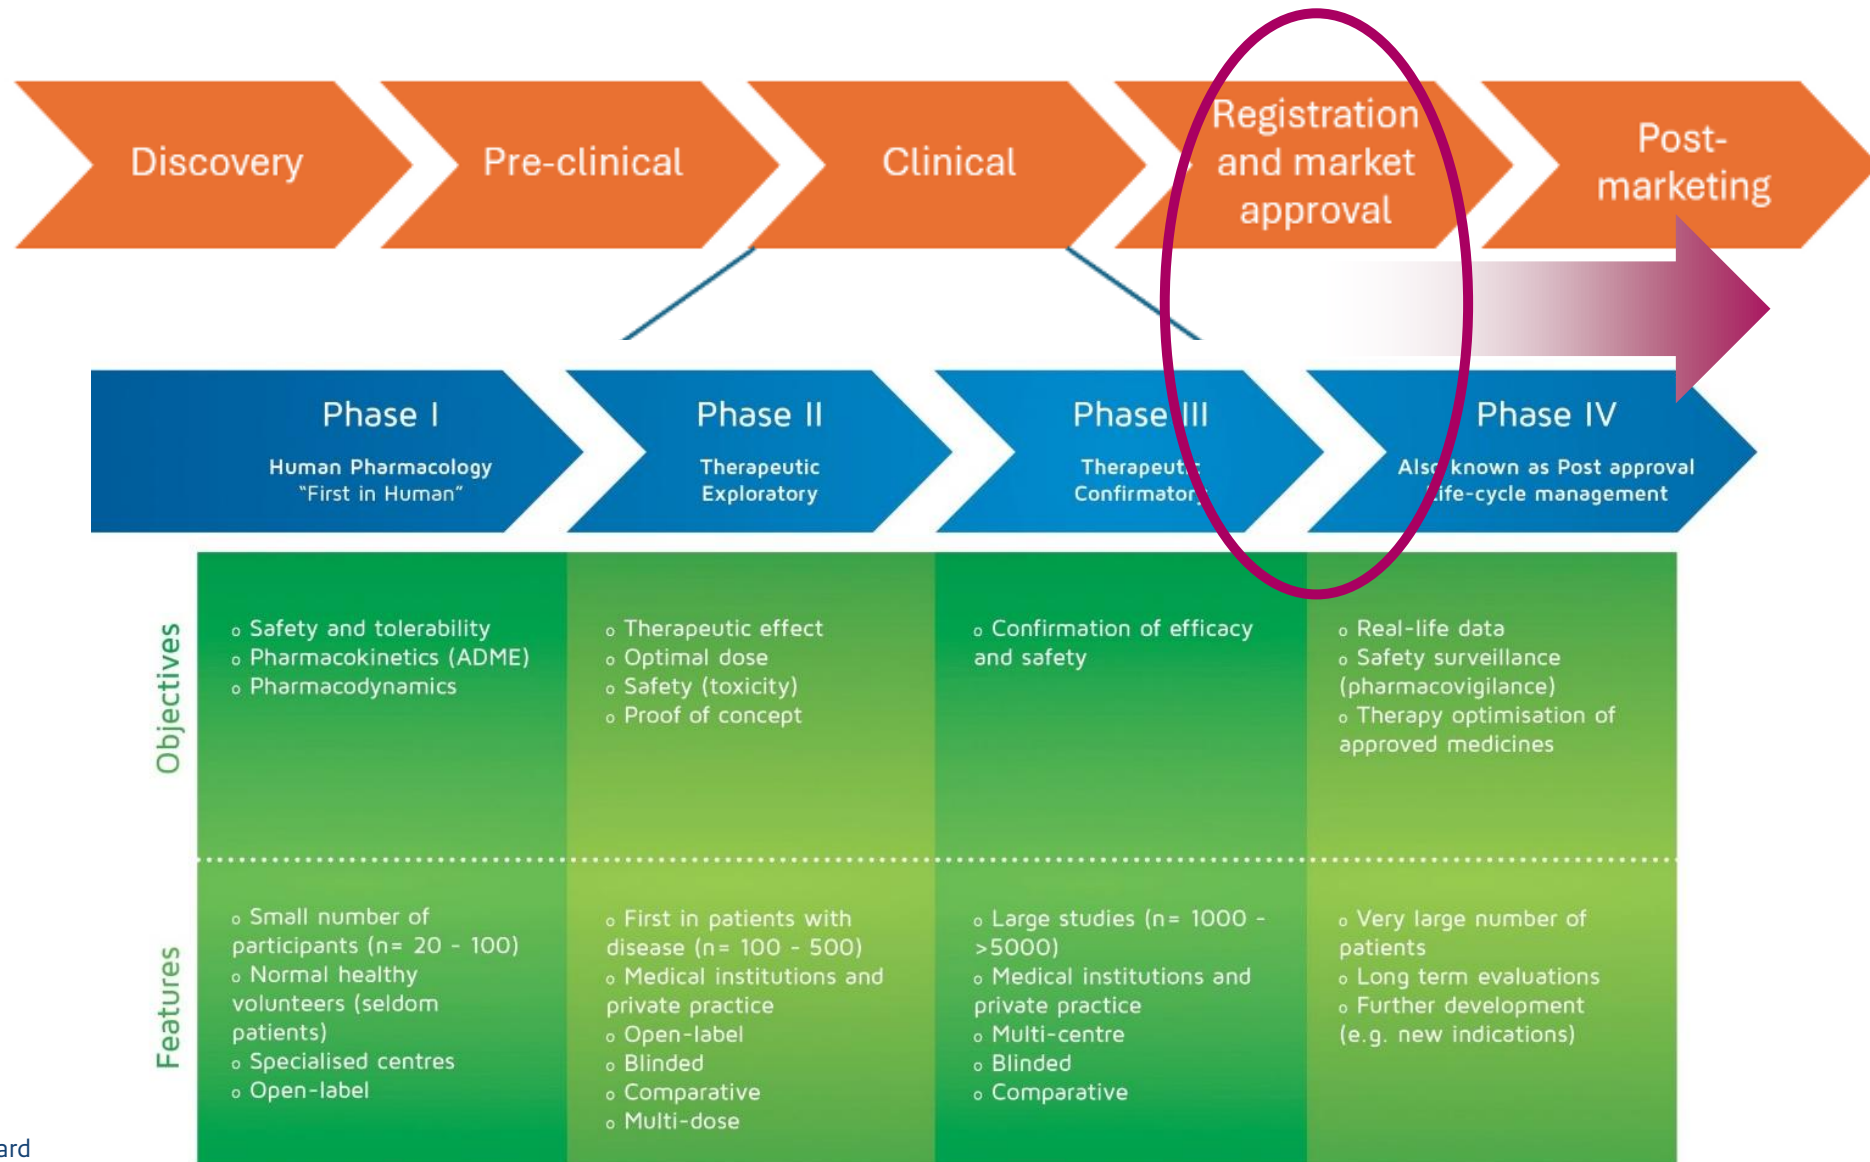 Discovery
Pre-clinical
Clinical
Registration
and market
approval
Post-
marketing
Phase I
Human Pharmacology
"First in Human"
Phase II
Therapeutic
Exploratory
Phase III
Therapeutic
Confirmatory
Phase IV
Also known as Post approval
Life-cycle management
Objectives
o Safety and tolerability
o Pharmacokinetics (ADME)
o Pharmacodynamics
o Therapeutic effect
o Optimal dose
o Safety (toxicity)
o Proof of concept
o Confirmation of efficacy
and safety
o Real-life data
o Safety surveillance
(pharmacovigilance)
o Therapy optimisation of
approved medicines
Features
o Small number of
participants (n= 20 - 100)
o Normal healthy
volunteers (seldom
patients)
o Specialised centres
o Open-label
o First in patients with
disease (n= 100 - 500)
o Medical institutions and
private practice
o Open-label
o Blinded
o Comparative
o Multi-dose
o Large studies (n= 1000 -
>5000)
o Medical institutions and
private practice
o Multi-centre
o Blinded
o Comparative
o Very large number of
patients
o Long term evaluations
o Further development
(e.g. new indications)
ard